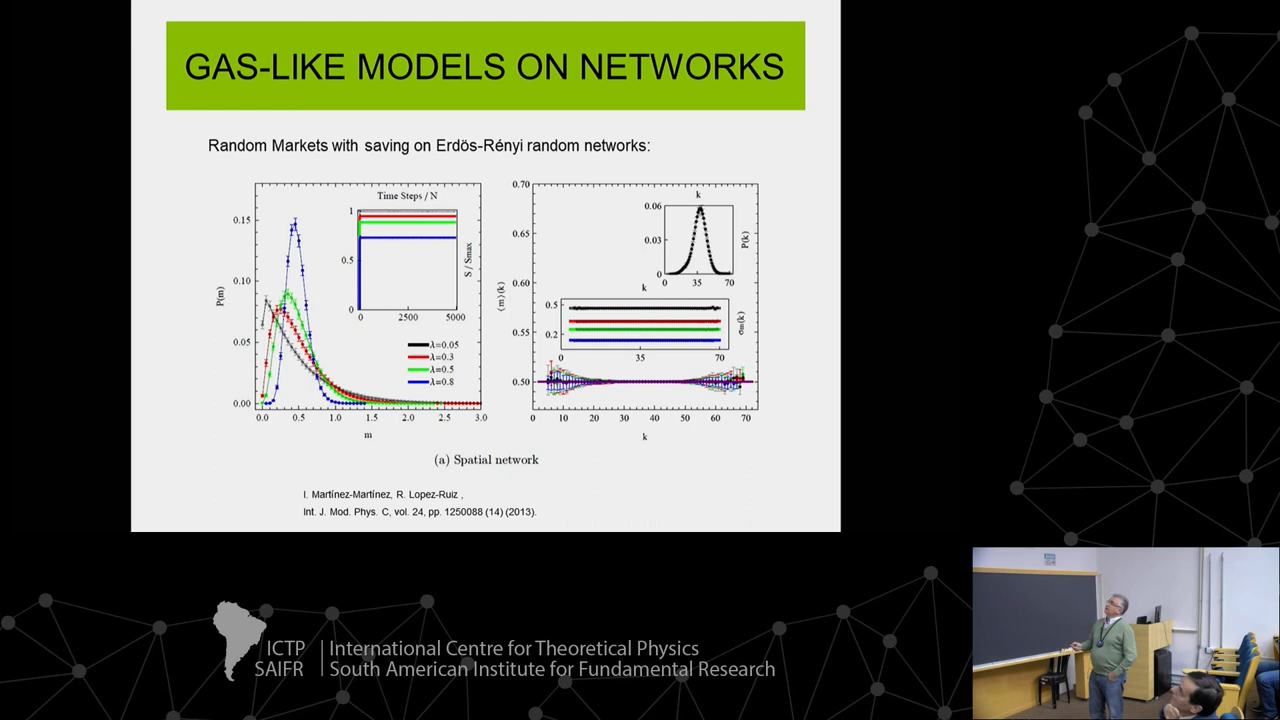 GAS-LIKE MODELS ON NETWORKS
Random Markets with saving on Erdös-Rényi random networks:
Time Steps / N
1
0.5
0
0 2500 5000
S / Smax
0.15
0.10
0.05
0.00
P(m)
λ=0.05
λ=0.3
λ=0.5
λ=0.8
0.0 0.5 1.0 1.5 2.0 2.5 3.0
m
0.70
0.65
0.60
0.55
0.50
⟨m⟩(k)
k
0.06
0.03
0
0 35 70
P(k)
k
0.5
0.2
0 35 70
σm(k)
0 10 20 30 40 50 60 70
k
(a) Spatial network
I. Martínez-Martínez, R. Lopez-Ruiz ,
Int. J. Mod. Phys. C, vol. 24, pp. 1250088 (14) (2013).
ICTP International Centre for Theoretical Physics
SAIFR South American Institute for Fundamental Research